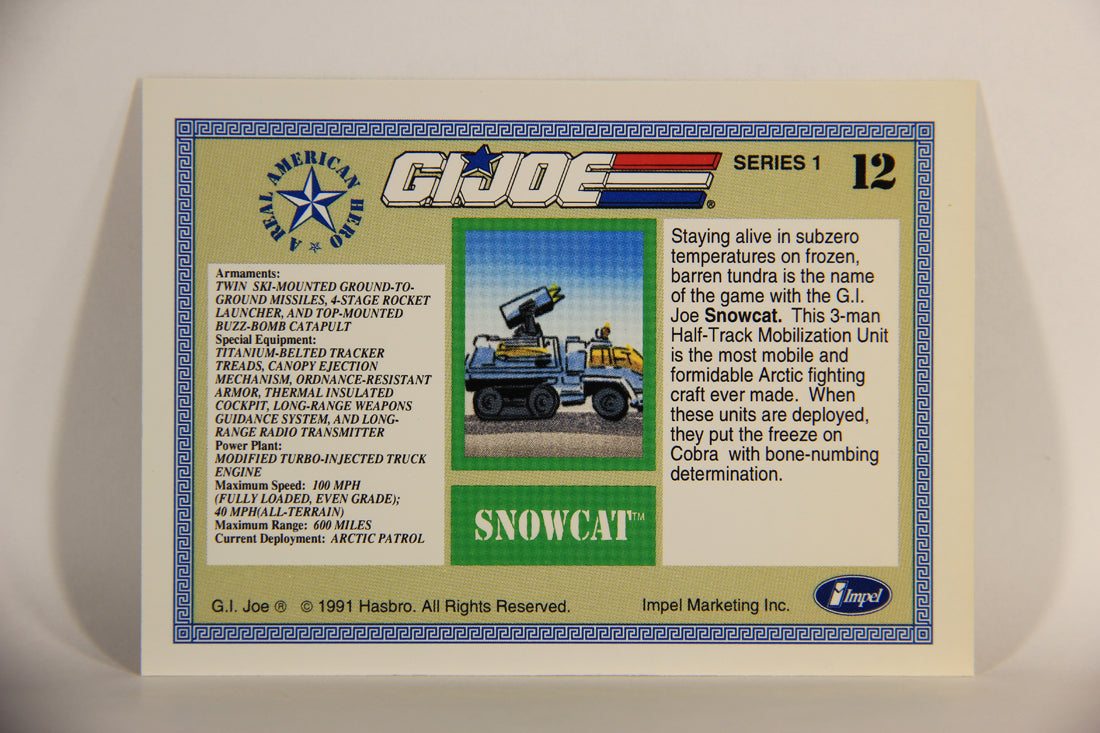 A REAL AMERICAN HERO
G.I. JOE ®
SERIES 1
12
Armaments:
TWIN SKI-MOUNTED GROUND-TO-
GROUND MISSILES, 4-STAGE ROCKET
LAUNCHER, AND TOP-MOUNTED
BUZZ-BOMB CATAPULT
Special Equipment:
TITANIUM-BELTED TRACKER
TREADS, CANOPY EJECTION
MECHANISM, ORDNANCE-RESISTANT
ARMOR, THERMAL INSULATED
COCKPIT, LONG-RANGE WEAPONS
GUIDANCE SYSTEM, AND LONG-
RANGE RADIO TRANSMITTER
Power Plant:
MODIFIED TURBO-INJECTED TRUCK
ENGINE
Maximum Speed: 100 MPH
(FULLY LOADED, EVEN GRADE);
40 MPH(ALL-TERRAIN)
Maximum Range: 600 MILES
Current Deployment: ARCTIC PATROL
SNOWCAT™
Staying alive in subzero
temperatures on frozen,
barren tundra is the name
of the game with the G.I.
Joe Snowcat. This 3-man
Half-Track Mobilization Unit
is the most mobile and
formidable Arctic fighting
craft ever made. When
these units are deployed,
they put the freeze on
Cobra with bone-numbing
determination.
G.I. Joe ® © 1991 Hasbro. All Rights Reserved.
Impel Marketing Inc.
Impel